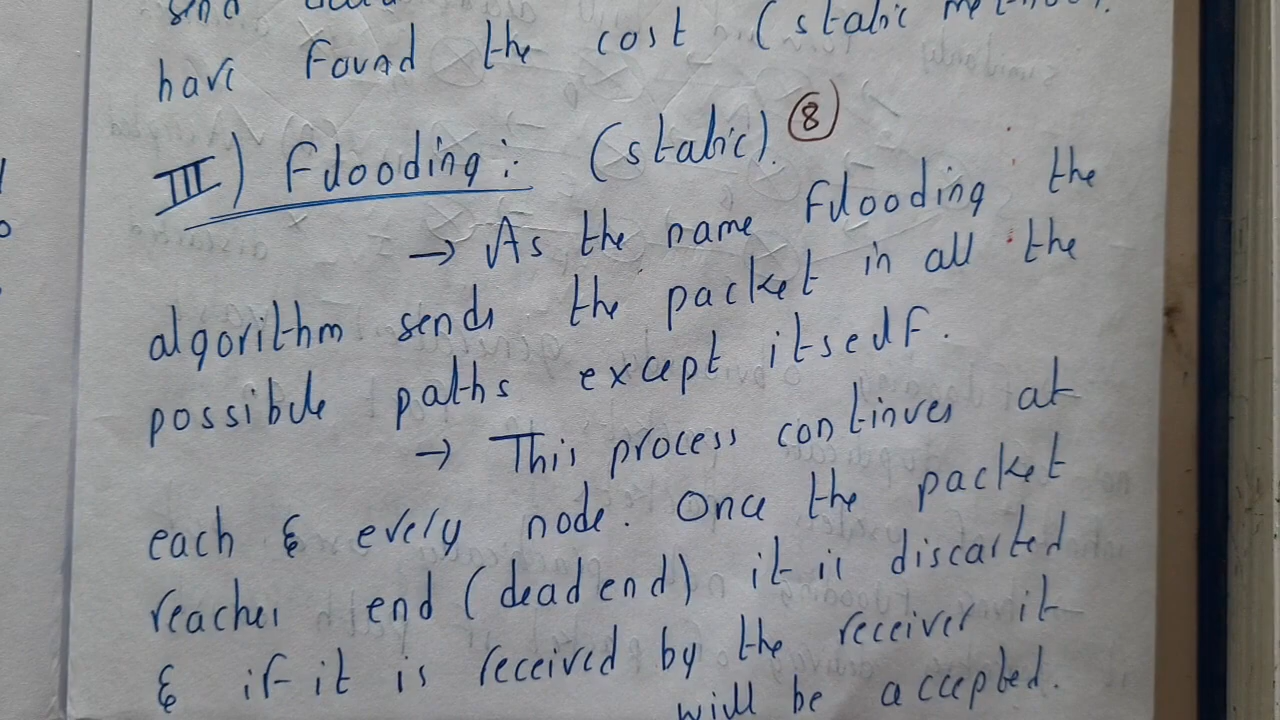 have found the cost (static
III) Flooding: (static). 8
→ As the name Flooding the
algorithm sends the packet in all the
possible paths except itself.
→ This process continues at
each & every node. Once the packet
reaches end (dead end) it is discarted
& if it is received by the receiver it
will be accepted.